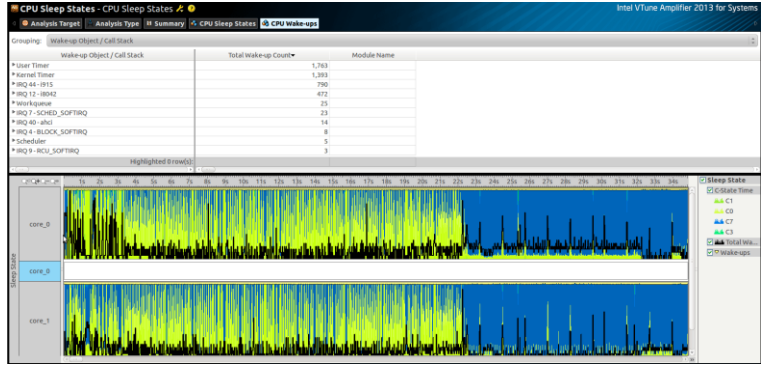 CPU Sleep States - CPU Sleep States
Intel VTune Amplifier 2013 for Systems
Analysis Target Analysis Type Summary CPU Sleep States CPU Wake-ups
Grouping: Wake-up Object / Call Stack
Wake-up Object / Call Stack Total Wake-up Count Module Name
User Timer 1,763
Kernel Timer 1,393
IRQ 44 - i915 790
IRQ 12 - i8042 472
Workqueue 25
IRQ 7 - SCHED_SOFTIRQ 23
IRQ 40 - ahci 14
IRQ 4 - BLOCK_SOFTIRQ 8
Scheduler 5
IRQ 9 - RCU_SOFTIRQ 3
Highlighted 0 row(s):
1s 2s 3s 4s 5s 6s 7s 8s 9s 10s 11s 12s 13s 14s 15s 16s 17s 18s 19s 20s 21s 22s 23s 24s 25s 26s 27s 28s 29s 30s 31s 32s 33s 34s
Sleep State
core_0
core_0
core_1
Sleep State
C-State Time
C1
C0
C7
C3
Total Wa...
Wake-ups